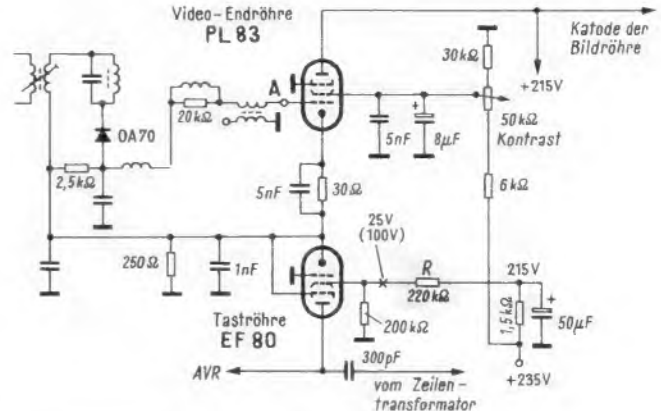 Video-Endröhre
PL 83
Katode der
Bildröhre
30kΩ
+215V
A
20kΩ
OA70
+
5nF
8μF
50kΩ
Kontrast
2,5kΩ
5nF
30Ω
6kΩ
25V
(100V)
R
215V
250Ω
1nF
220kΩ
+
Taströhre
EF 80
200kΩ
1,5kΩ
50μF
300pF
+235V
AVR
vom Zeilen-
transformator